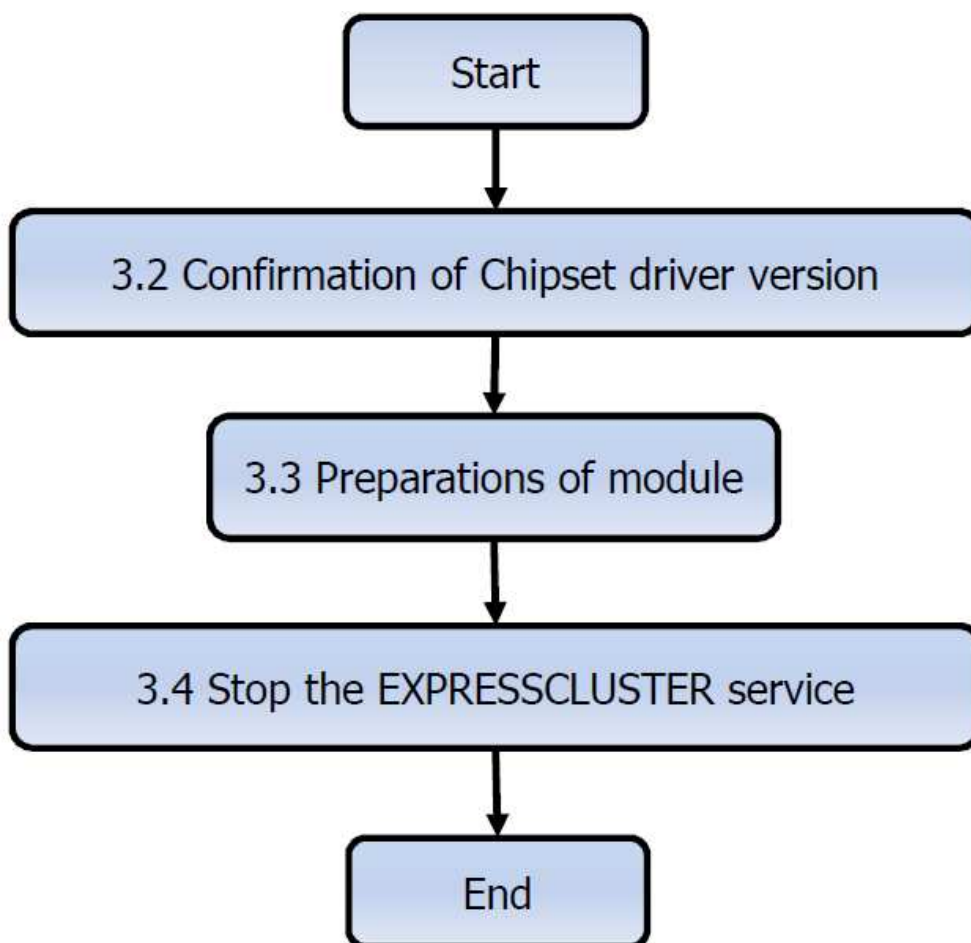 Start
3.2 Confirmation of Chipset driver version
3.3 Preparations of module
3.4 Stop the EXPRESSCLUSTER service
End